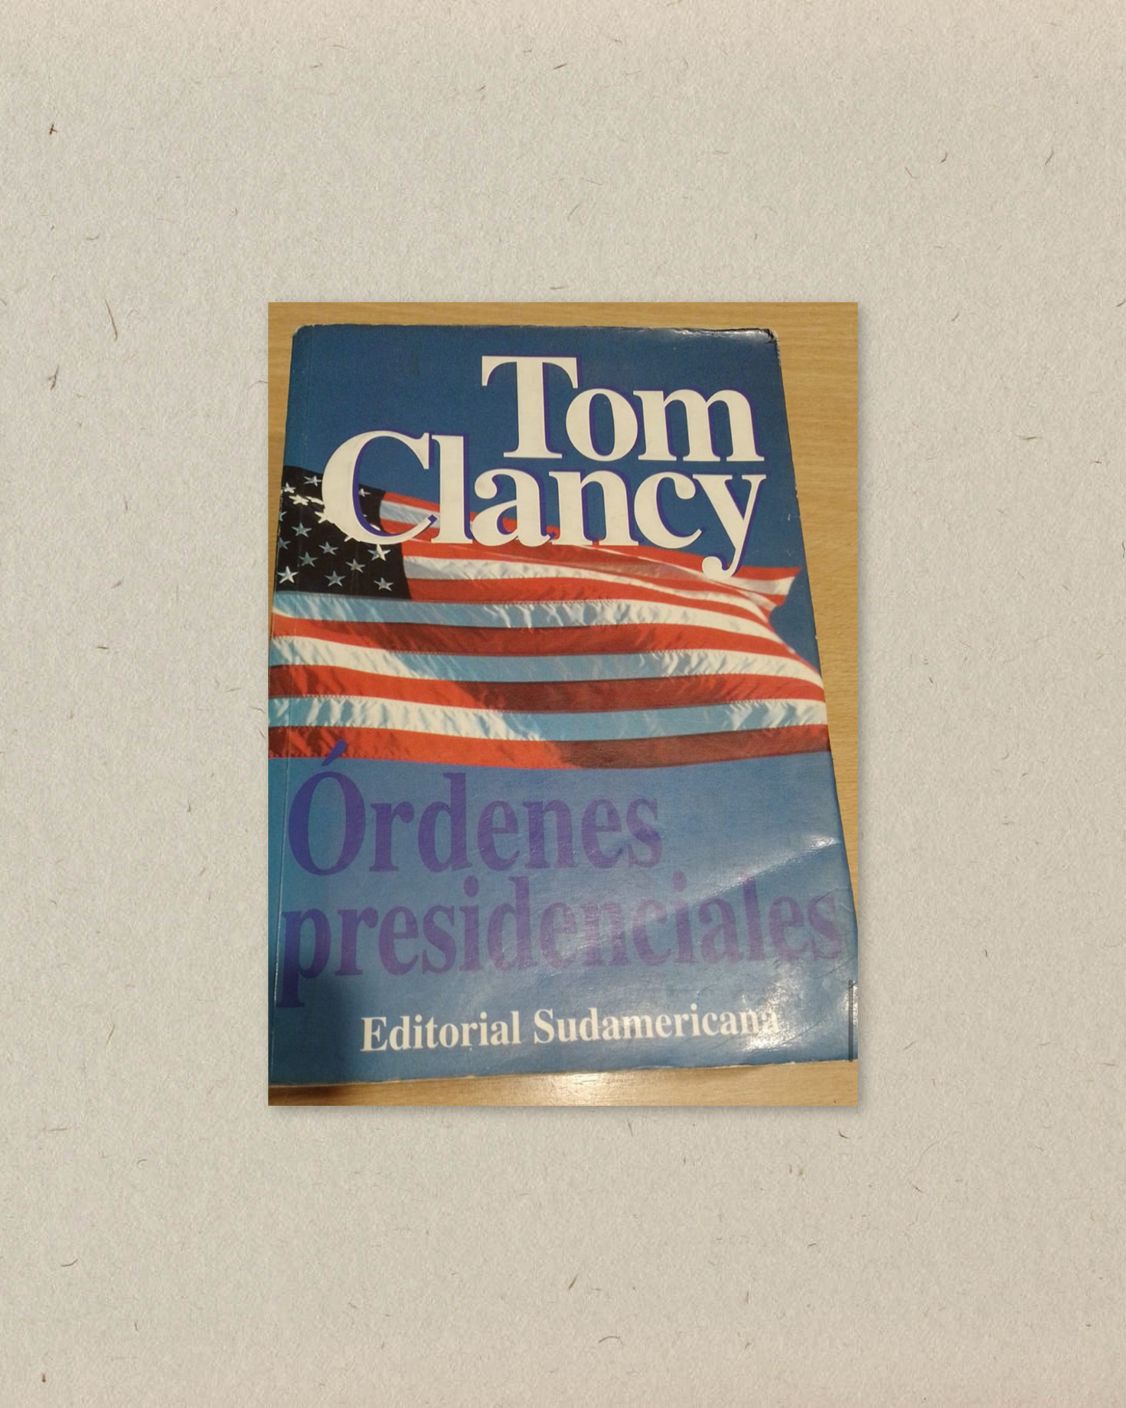 Tom
Clancy
Órdenes
presidenciales
Editorial Sudamericana